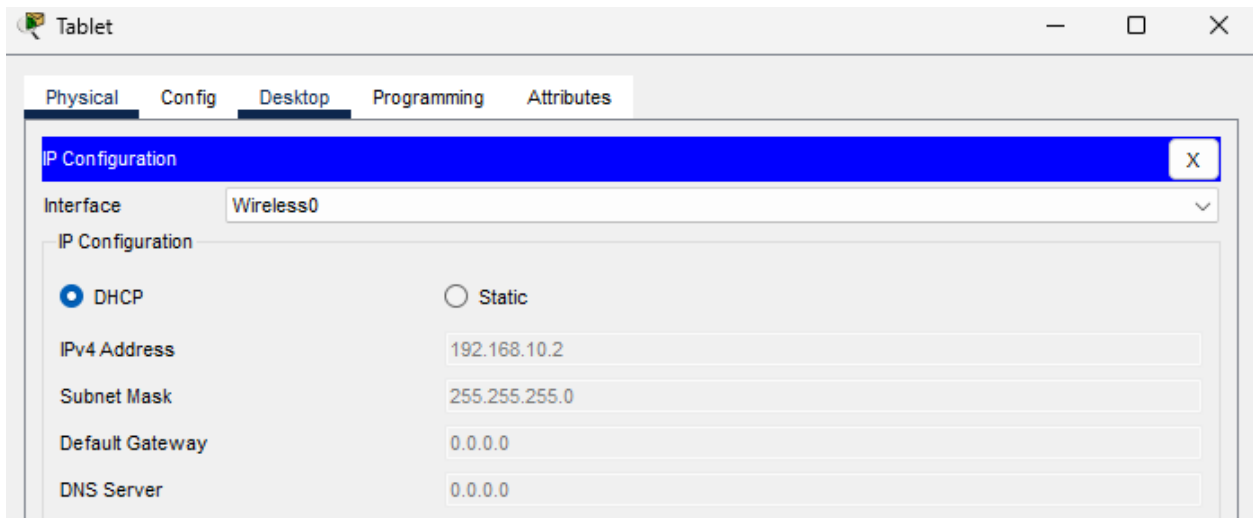 Tablet
Physical Config Desktop Programming Attributes
IP Configuration X
Interface Wireless0
IP Configuration
DHCP Static
IPv4 Address 192.168.10.2
Subnet Mask 255.255.255.0
Default Gateway 0.0.0.0
DNS Server 0.0.0.0